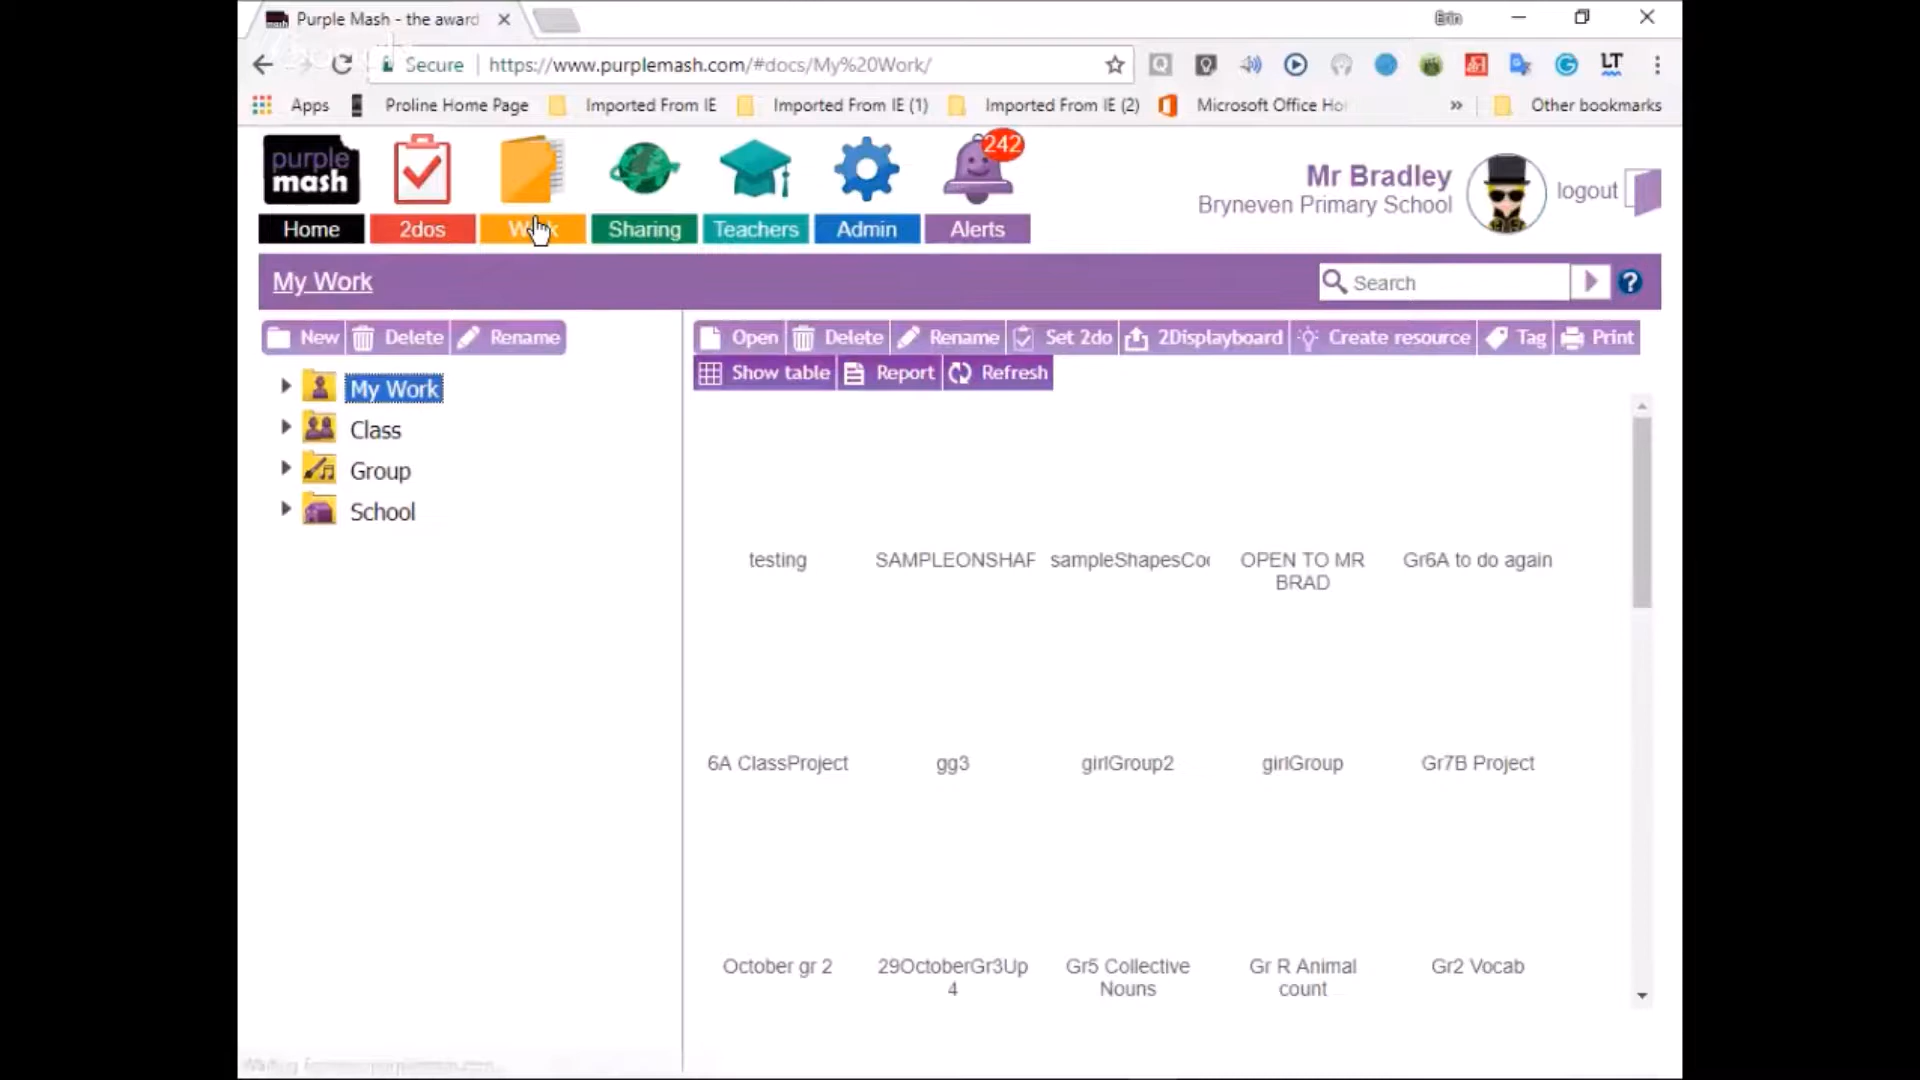 Purple Mash - the award
Erin
Secure | https://www.purplemash.com/#docs/My%20Work/
LT
Apps Proline Home Page Imported From IE Imported From IE (1) Imported From IE (2) Microsoft Office Ho » Other bookmarks
purple
mash
242
Mr Bradley
Bryneven Primary School
logout
Home 2dos Work Sharing Teachers Admin Alerts
My Work
Search
?
New Delete Rename
Open Delete Rename Set 2do 2Displayboard Create resource Tag Print
Show table Report Refresh
My Work
Class
Group
School
testing SAMPLEONSHAF sampleShapesCo OPEN TO MR Gr6A to do again
BRAD
6A ClassProject gg3 girlGroup2 girlGroup Gr7B Project
October gr 2 29OctoberGr3Up Gr5 Collective Gr R Animal Gr2 Vocab
4 Nouns count